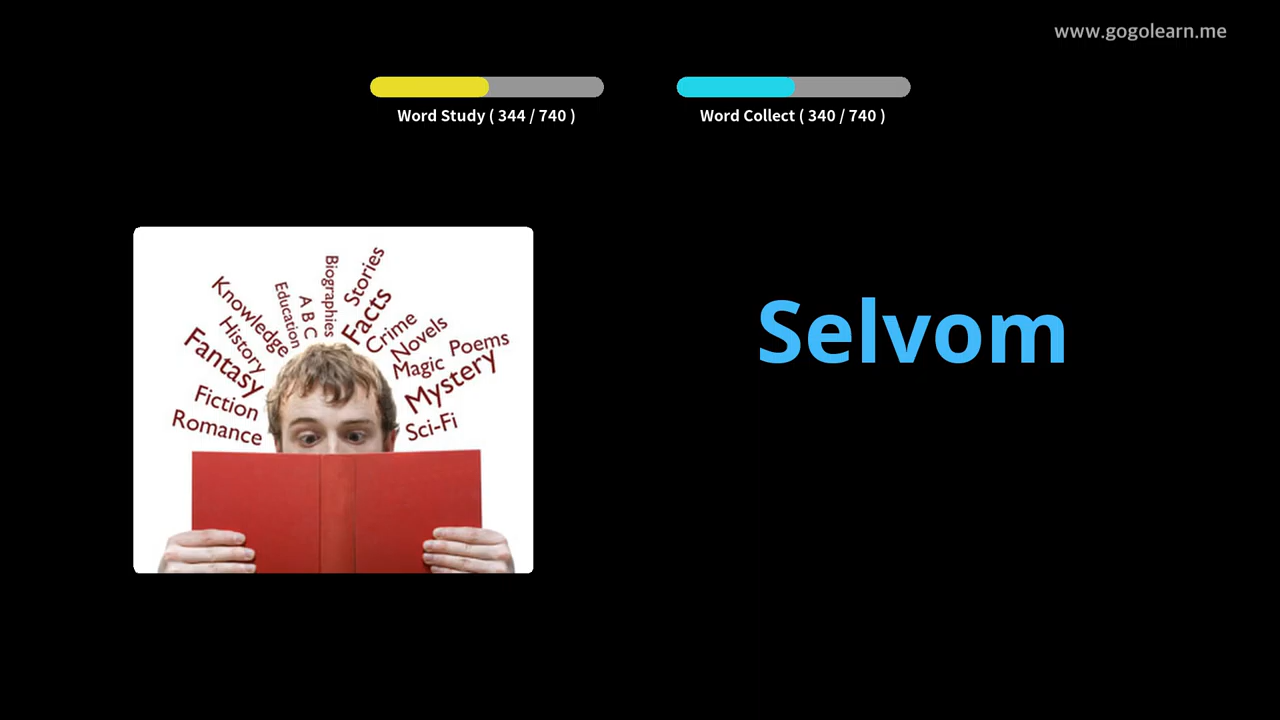 www.gogolearn.me
Word Study ( 344 / 740 )
Word Collect ( 340 / 740 )
Selvom
Romance
Fiction
Fantasy
History
Knowledge
Education
A B C
Biographies
Stories
Facts
Crime
Novels
Magic
Poems
Mystery
Sci-Fi